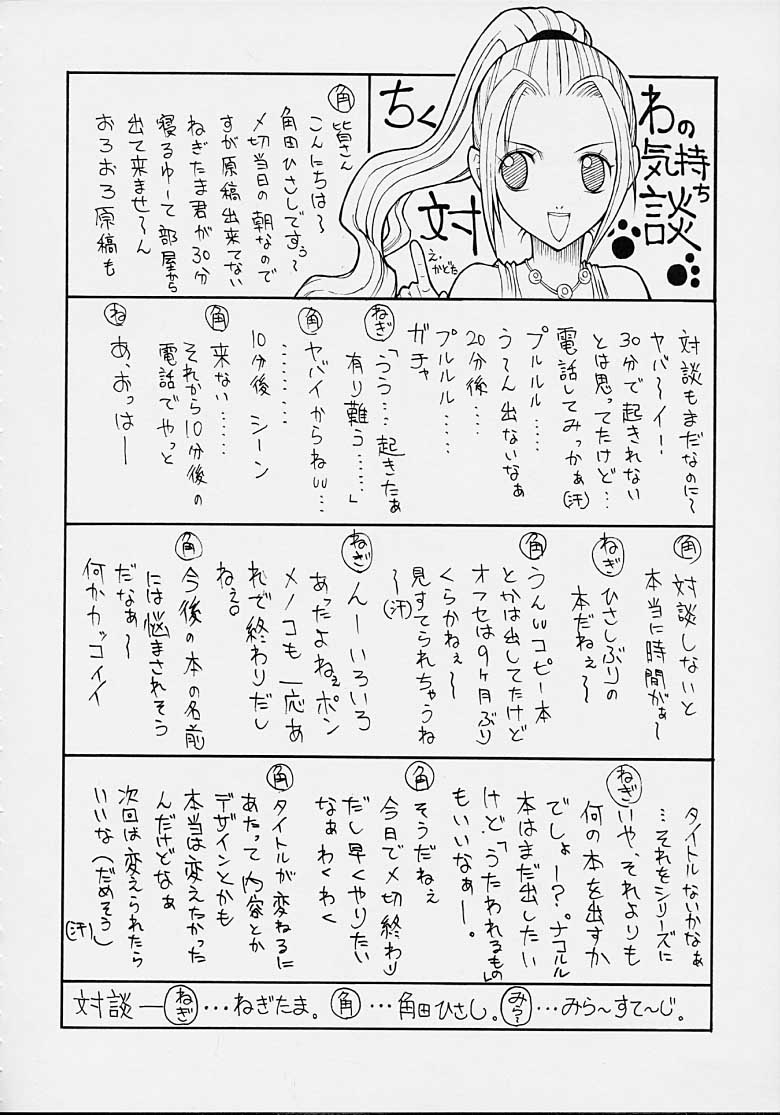 ちくわの気持ち
対談
え・かどた
角 皆さん
こんにちは〜
角田ひさしですぅ〜
〆切当日の朝なので
すが原稿出来てない
ねぎたま君が30分
寝るゆーて部屋から
出て来ませ〜ん
おろおろ原稿も
対談もまだなのに〜
ヤバ〜イ!
30分で起きれない
とは思ってたけど…
電話してみっかぁ(汗)
プルルル……
う〜ん出ないなぁ
20分後……
プルルル……
ガチャ
ねぎ「うう…起きたぁ
有り難う……」
角 ヤバイからねw…
………
10分後 シーン
角 来ない……
それから10分後の
電話でやっと
ね あ、おっはー
角 対談しないと
本当に時間がぁ〜
ねぎ ひさしぶりの
本だねぇ〜
角 うんwコピー本
とかは出してたけど
オフセは9ヶ月ぶり
くらかねぇ〜
見すてられちゃうね
〜(汗)
ねぎ んーいろいろ
あったよねぇポン
メノコも一応あ
れで終わりだし
ねぇ。
角 今後の本の名前
には悩まされそう
だなぁ〜
何かカッコイイ
タイトルないかなぁ
…それをシリーズに
ねぎ いや、それよりも
何の本を出すか
でしょー?。ナコルル
本はまだ出したい
けど「うたわれるもの」
もいいなぁー。
角 そうだねぇ
今日で〆切終わり
だし早くやりたい
なぁわくわく
角 タイトルが変わるに
あたって内容とか
デザインとかも
本当は変えたかった
んだけどなぁ
次回は変えられたら
いいな(だめそう)
(汗)
対談―ねぎ…ねぎたま。角…角田ひさし。みら〜…みら〜すて〜じ。